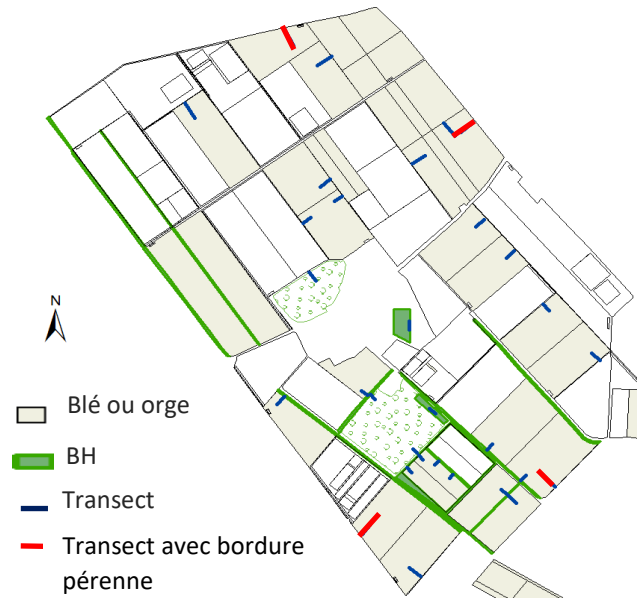 N
Blé ou orge
BH
Transect
Transect avec bordure
pérenne